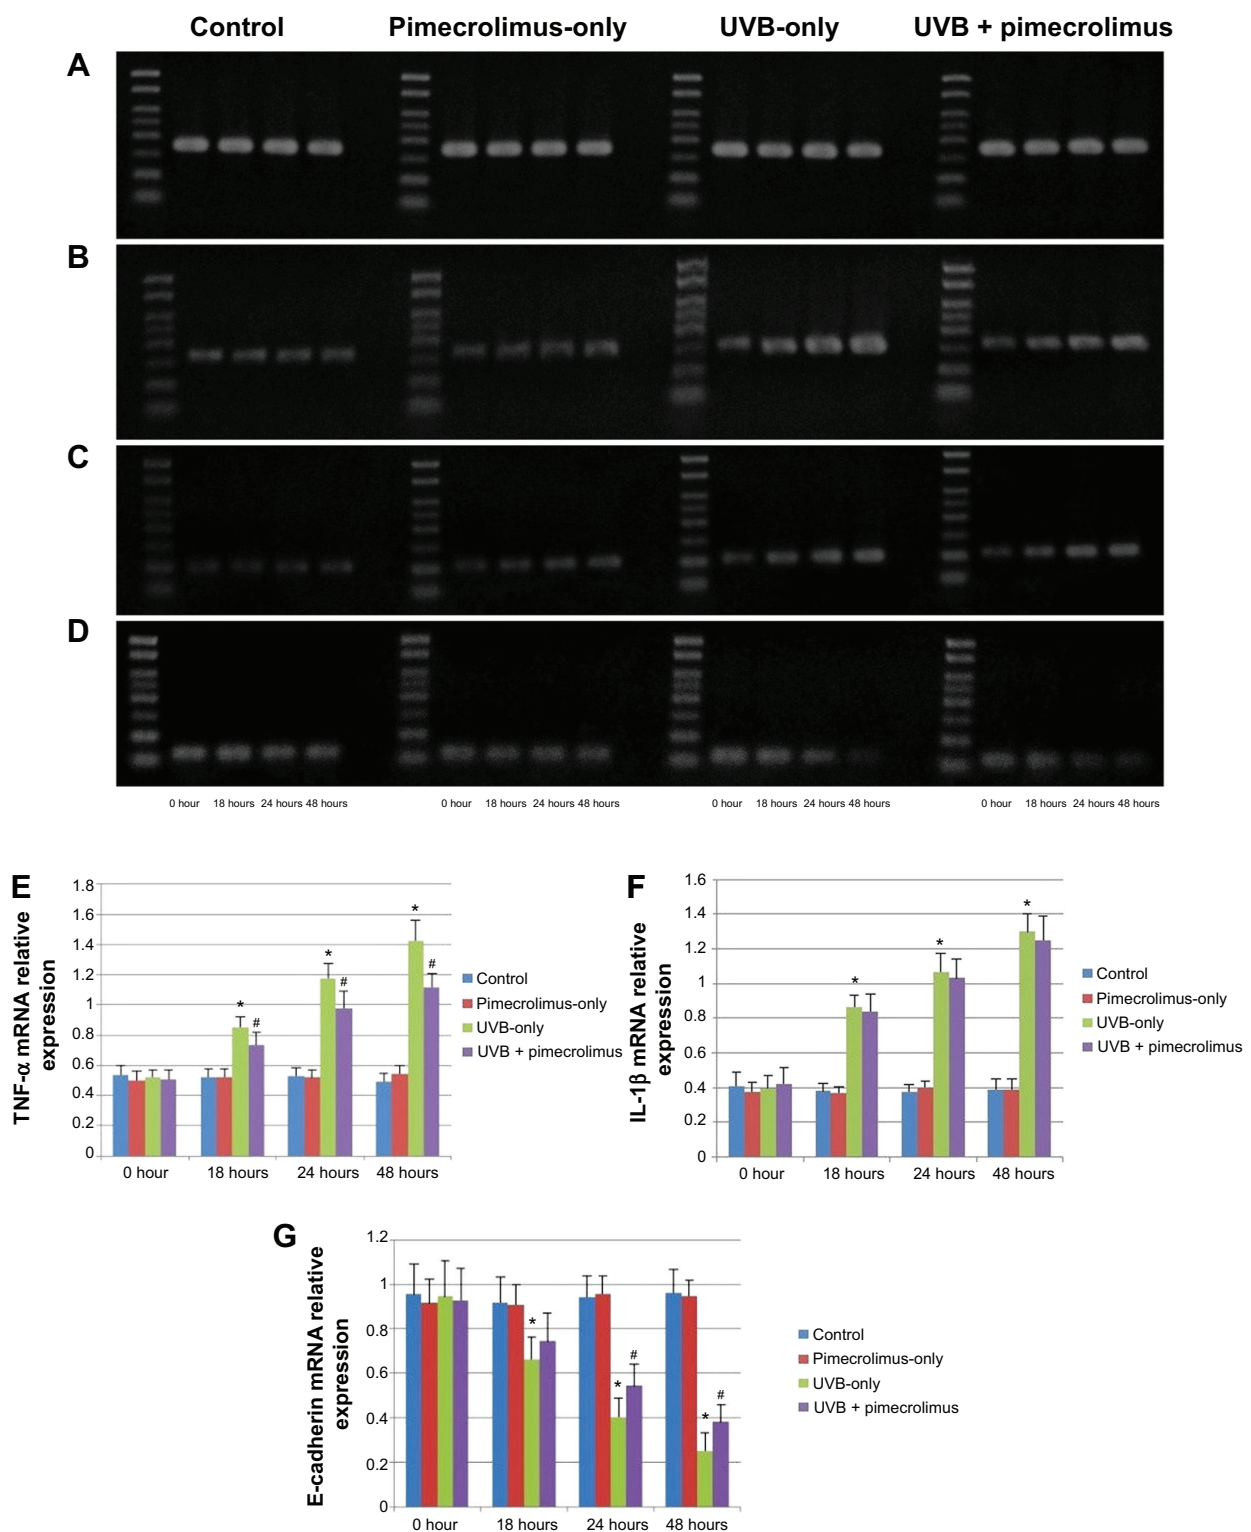 Control Pimecrolimus-only UVB-only UVB + pimecrolimus
A
B
C
D
0 hour 18 hours 24 hours 48 hours 0 hour 18 hours 24 hours 48 hours 0 hour 18 hours 24 hours 48 hours 0 hour 18 hours 24 hours 48 hours
E
TNF-α mRNA relative
expression
1.8
1.6
1.4
1.2
1
0.8
0.6
0.4
0.2
0
* # * # * #
0 hour 18 hours 24 hours 48 hours
Control
Pimecrolimus-only
UVB-only
UVB + pimecrolimus
F
IL-1β mRNA relative
expression
1.6
1.4
1.2
1
0.8
0.6
0.4
0.2
0
* * *
0 hour 18 hours 24 hours 48 hours
Control
Pimecrolimus-only
UVB-only
UVB + pimecrolimus
G
E-cadherin mRNA relative
expression
1.2
1
0.8
0.6
0.4
0.2
0
* * # * #
0 hour 18 hours 24 hours 48 hours
Control
Pimecrolimus-only
UVB-only
UVB + pimecrolimus